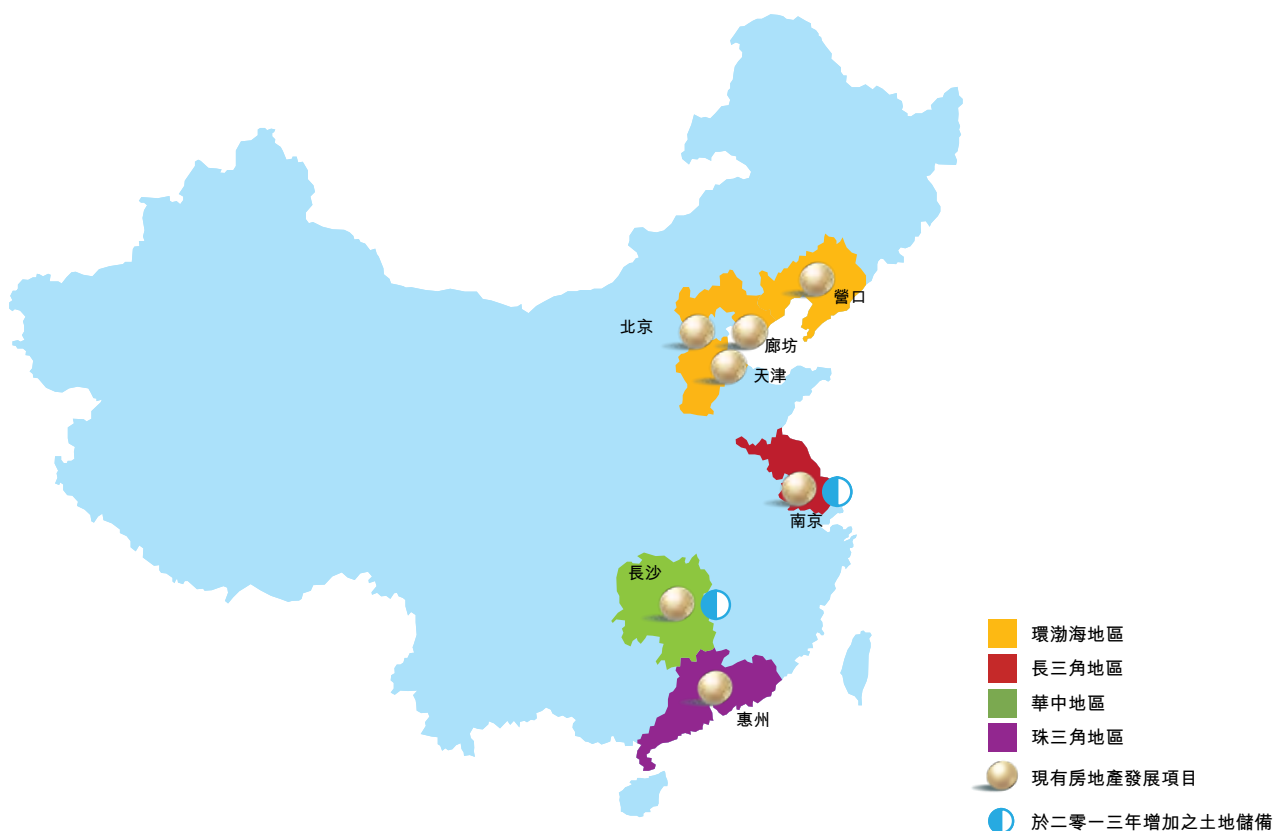 營口
北京
廊坊
天津
南京
長沙
惠州
環渤海地區
長三角地區
華中地區
珠三角地區
現有房地產發展項目
於二零一三年增加之土地儲備